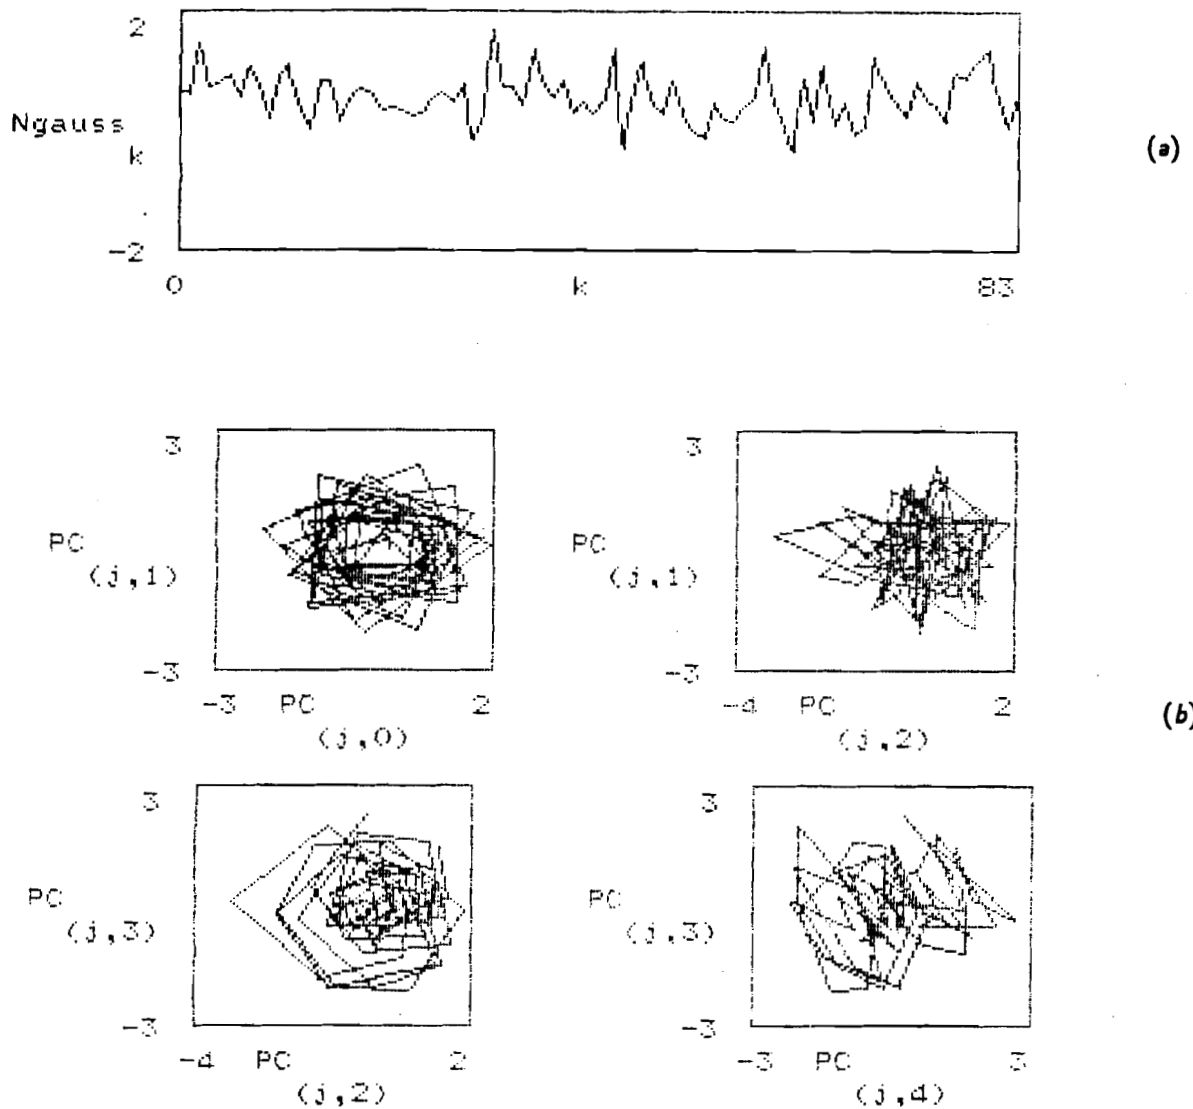 2
Ngauss
k
-2
0 k 83
(a)
3 3
PC PC
(j,1) (j,1)
-3 -3
-3 PC 2 -4 PC 2
(j,0) (j,2)
(b)
3 3
PC PC
(j,3) (j,3)
-3 -3
-4 PC 2 -3 PC 3
(j,2) (j,4)